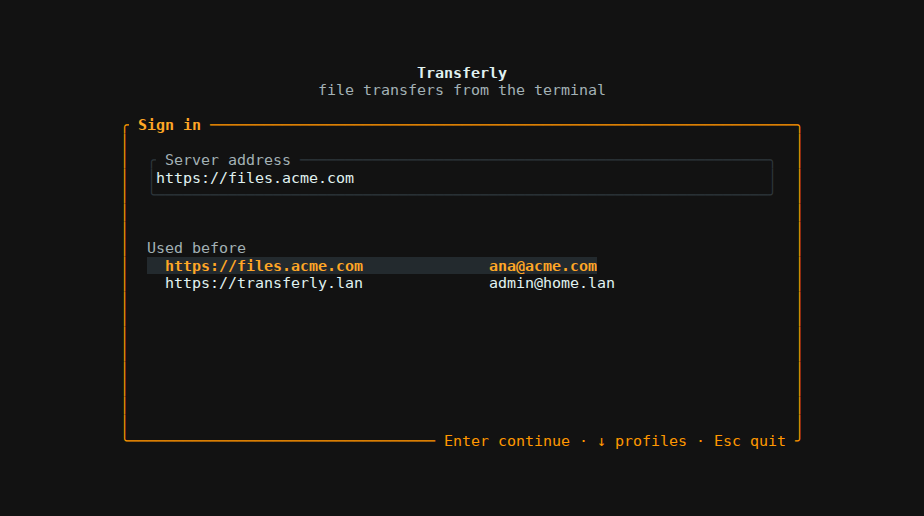 Transferly
file transfers from the terminal
Sign in
Server address
https://files.acme.com
Used before
https://files.acme.com ana@acme.com
https://transferly.lan admin@home.lan
Enter continue · ↓ profiles · Esc quit